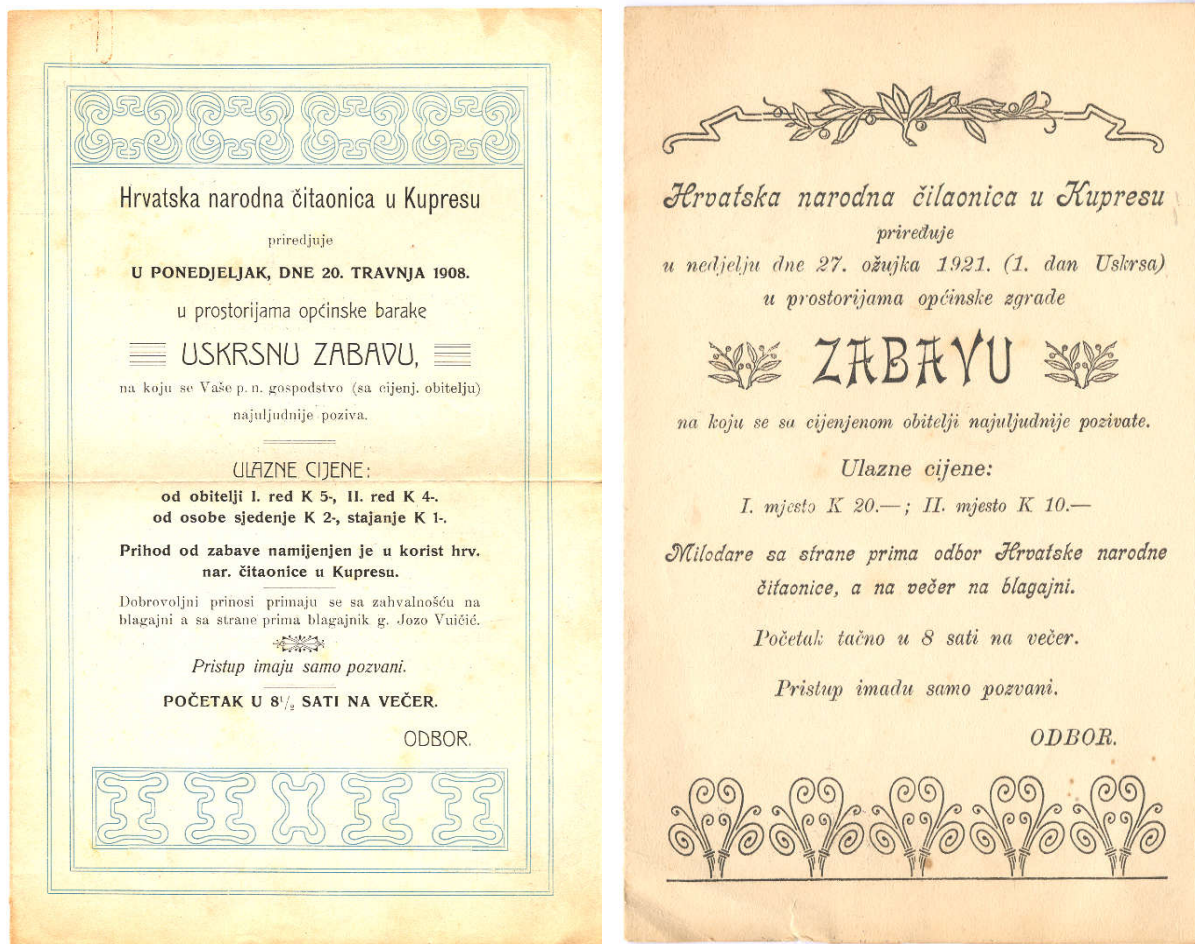 Hrvatska narodna čitaonica u Kupresu
priredjuje
U PONEDJELJAK, DNE 20. TRAVNJA 1908.
u prostorijama općinske barake
USKRSNU ZABAVU,
na koju se Vaše p. n. gospodstvo (sa cijenj. obitelju)
najuljudnije poziva.
ULAZNE CIJENE:
od obitelji I. red K 5-, II. red K 4-.
od osobe sjedenje K 2-, stajanje K 1-.
Prihod od zabave namijenjen je u korist hrv.
nar. čitaonice u Kupresu.
Dobrovoljni prinosi primaju se sa zahvalnošću na
blagajni a sa strane prima blagajnik g. Jozo Vuičić.
Pristup imaju samo pozvani.
POČETAK U 8½ SATI NA VEČER.
ODBOR.
Hrvatska narodna čilaonica u Kupresu
priređuje
u nedjelju dne 27. ožujka 1921. (1. dan Uskrsa)
u prostorijama općinske zgrade
ZABAVU
na koju se sa cijenjenom obitelji najuljudnije pozivate.
Ulazne cijene:
I. mjesto K 20.— ; II. mjesto K 10.—
Milodare sa strane prima odbor Hrvatske narodne
čitaonice, a na večer na blagajni.
Početak tačno u 8 sati na večer.
Pristup imadu samo pozvani.
ODBOR.